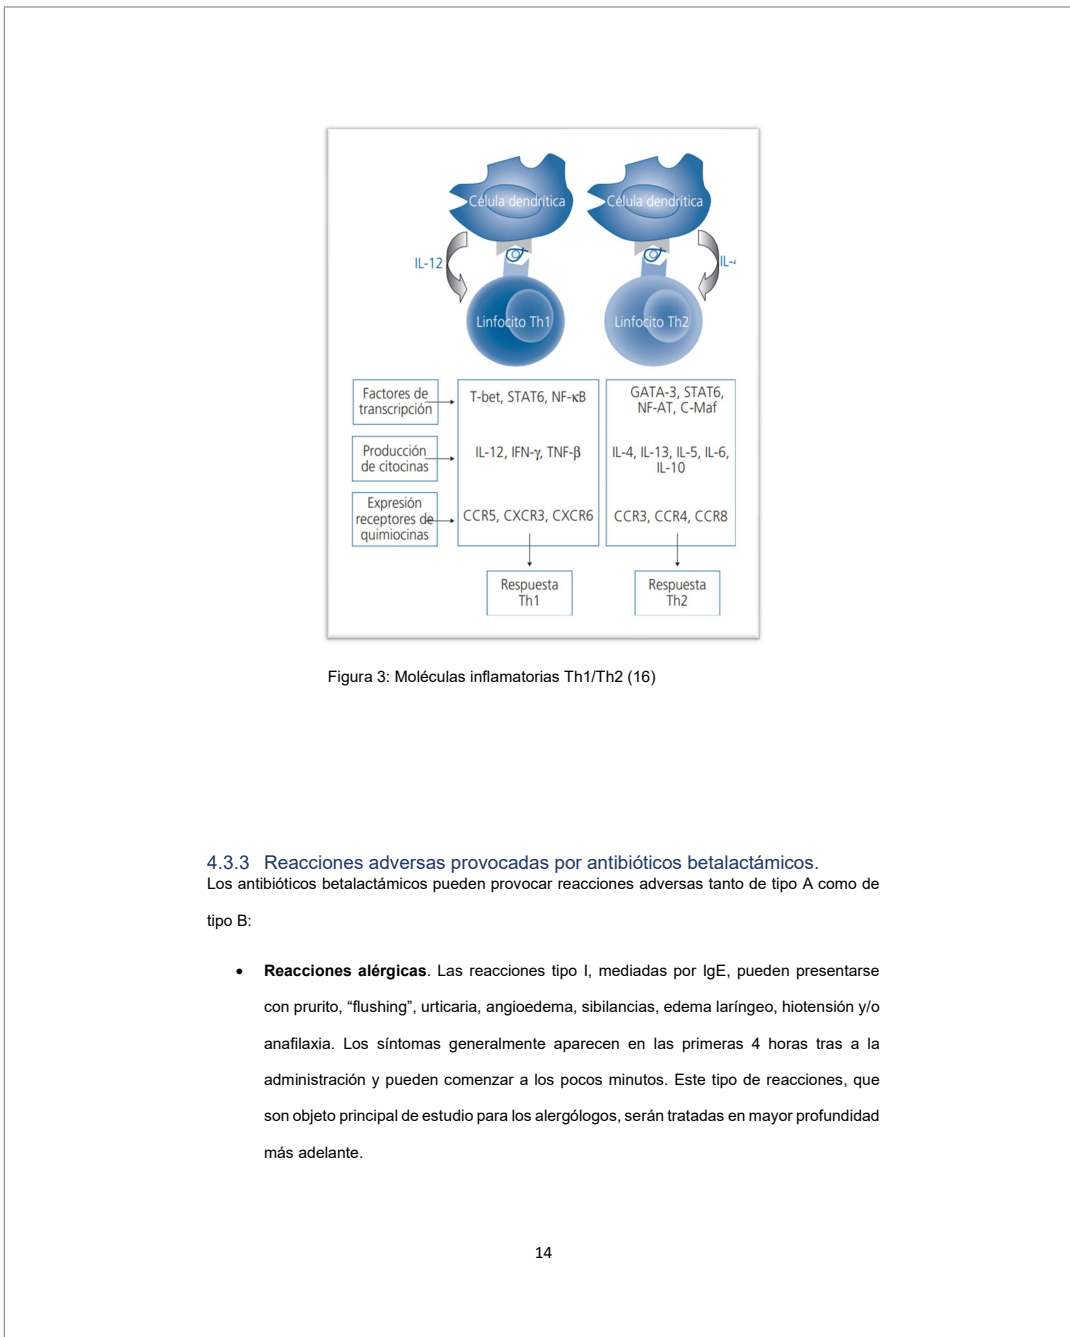 Célula dendrítica
Célula dendrítica
IL-12
IL-4
Linfocito Th1
Linfocito Th2
Factores de
transcripción
T-bet, STAT6, NF-κB
GATA-3, STAT6,
NF-AT, C-Maf
Producción
de citocinas
IL-12, IFN-γ, TNF-β
IL-4, IL-13, IL-5, IL-6,
IL-10
Expresión
receptores de
quimiocinas
CCR5, CXCR3, CXCR6
CCR3, CCR4, CCR8
Respuesta
Th1
Respuesta
Th2
Figura 3: Moléculas inflamatorias Th1/Th2 (16)
4.3.3 Reacciones adversas provocadas por antibióticos betalactámicos.
Los antibióticos betalactámicos pueden provocar reacciones adversas tanto de tipo A como de
tipo B:
• Reacciones alérgicas. Las reacciones tipo I, mediadas por IgE, pueden presentarse
con prurito, “flushing”, urticaria, angioedema, sibilancias, edema laríngeo, hiotensión y/o
anafilaxia. Los síntomas generalmente aparecen en las primeras 4 horas tras a la
administración y pueden comenzar a los pocos minutos. Este tipo de reacciones, que
son objeto principal de estudio para los alergólogos, serán tratadas en mayor profundidad
más adelante.
14